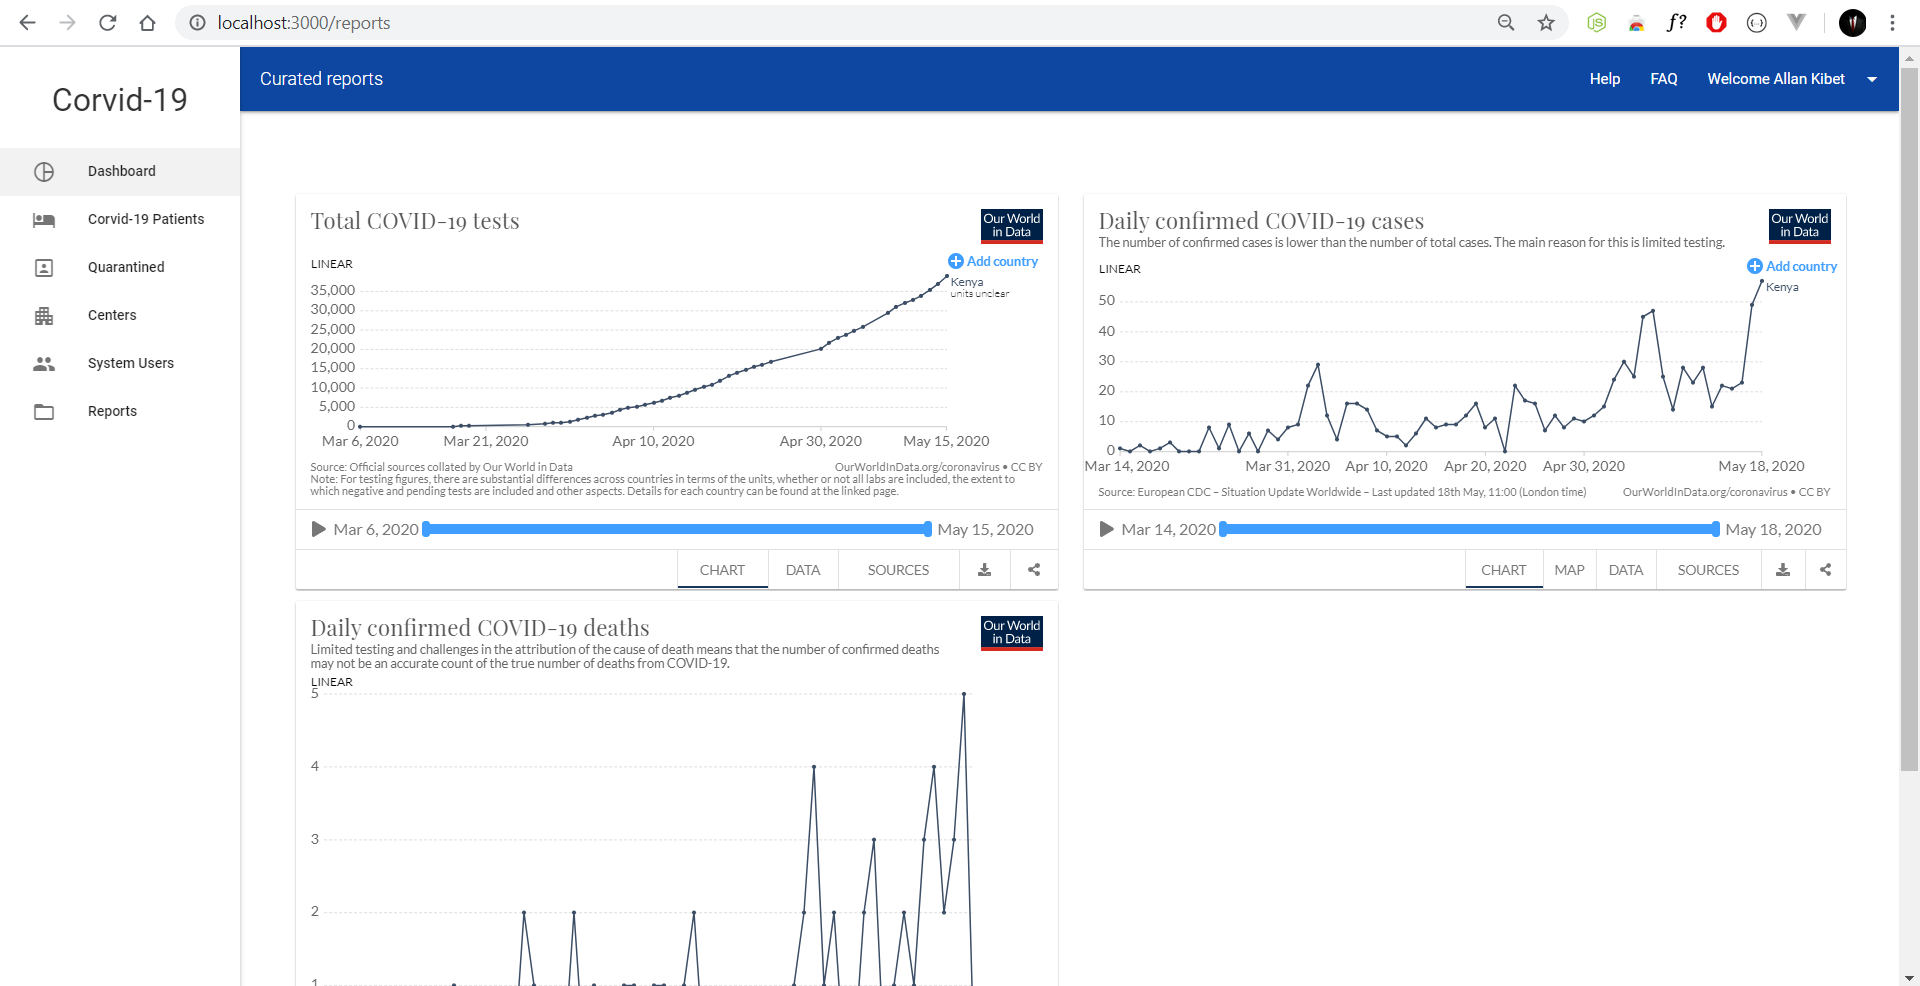 localhost:3000/reports
Corvid-19
Dashboard
Corvid-19 Patients
Quarantined
Centers
System Users
Reports
Curated reports
Help
FAQ
Welcome Allan Kibet
Total COVID-19 tests
Our World
in Data
LINEAR
Add country
Kenya
units unclear
35,000
30,000
25,000
20,000
15,000
10,000
5,000
0
Mar 6, 2020
Mar 21, 2020
Apr 10, 2020
Apr 30, 2020
May 15, 2020
Source: Official sources collated by Our World in Data
OurWorldInData.org/coronavirus • CC BY
Note: For testing figures, there are substantial differences across countries in terms of the units, whether or not all labs are included, the extent to
which negative and pending tests are included and other aspects. Details for each country can be found at the linked page.
Mar 6, 2020
May 15, 2020
CHART
DATA
SOURCES
Daily confirmed COVID-19 cases
The number of confirmed cases is lower than the number of total cases. The main reason for this is limited testing.
Our World
in Data
LINEAR
Add country
Kenya
50
40
30
20
10
0
Mar 14, 2020
Mar 31, 2020
Apr 10, 2020
Apr 20, 2020
Apr 30, 2020
May 18, 2020
Source: European CDC – Situation Update Worldwide – Last updated 18th May, 11:00 (London time)
OurWorldInData.org/coronavirus • CC BY
Mar 14, 2020
May 18, 2020
CHART
MAP
DATA
SOURCES
Daily confirmed COVID-19 deaths
Limited testing and challenges in the attribution of the cause of death means that the number of confirmed deaths
may not be an accurate count of the true number of deaths from COVID-19.
Our World
in Data
LINEAR
5
4
3
2
1